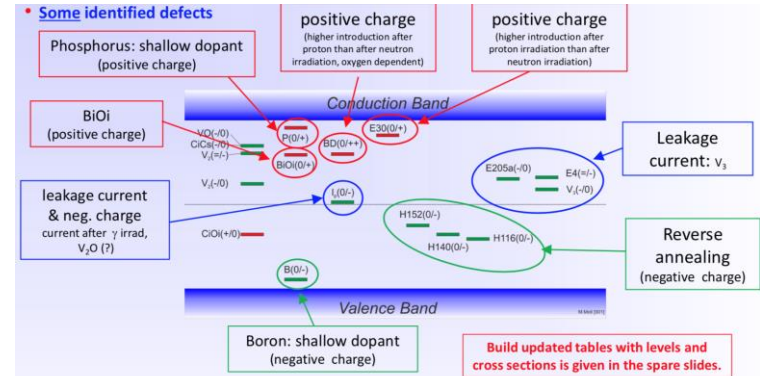 • Some identified defects
Phosphorus: shallow dopant
(positive charge)
positive charge
(higher introduction after
proton than after neutron
irradiation, oxygen dependent)
positive charge
(higher introduction after
proton irradiation than after
neutron irradiation)
BiOi
(positive charge)
Conduction Band
VO(-/0)
CiCs(-/0)
V₂(=/-)
P(0/+)
BiOi(0/+)
BD(0/++)
E30(0/+)
Leakage
current: V₃
E205a(-/0)
E4(=/-)
V₃(-/0)
V₂(-/0)
leakage current
& neg. charge
current after γ irrad,
V₂O (?)
Iₚ(0/-)
CiOi(+/0)
H152(0/-)
H140(0/-)
H116(0/-)
Reverse
annealing
(negative charge)
B(0/-)
Valence Band
Boron: shallow dopant
(negative charge)
Build updated tables with levels and
cross sections is given in the spare slides.